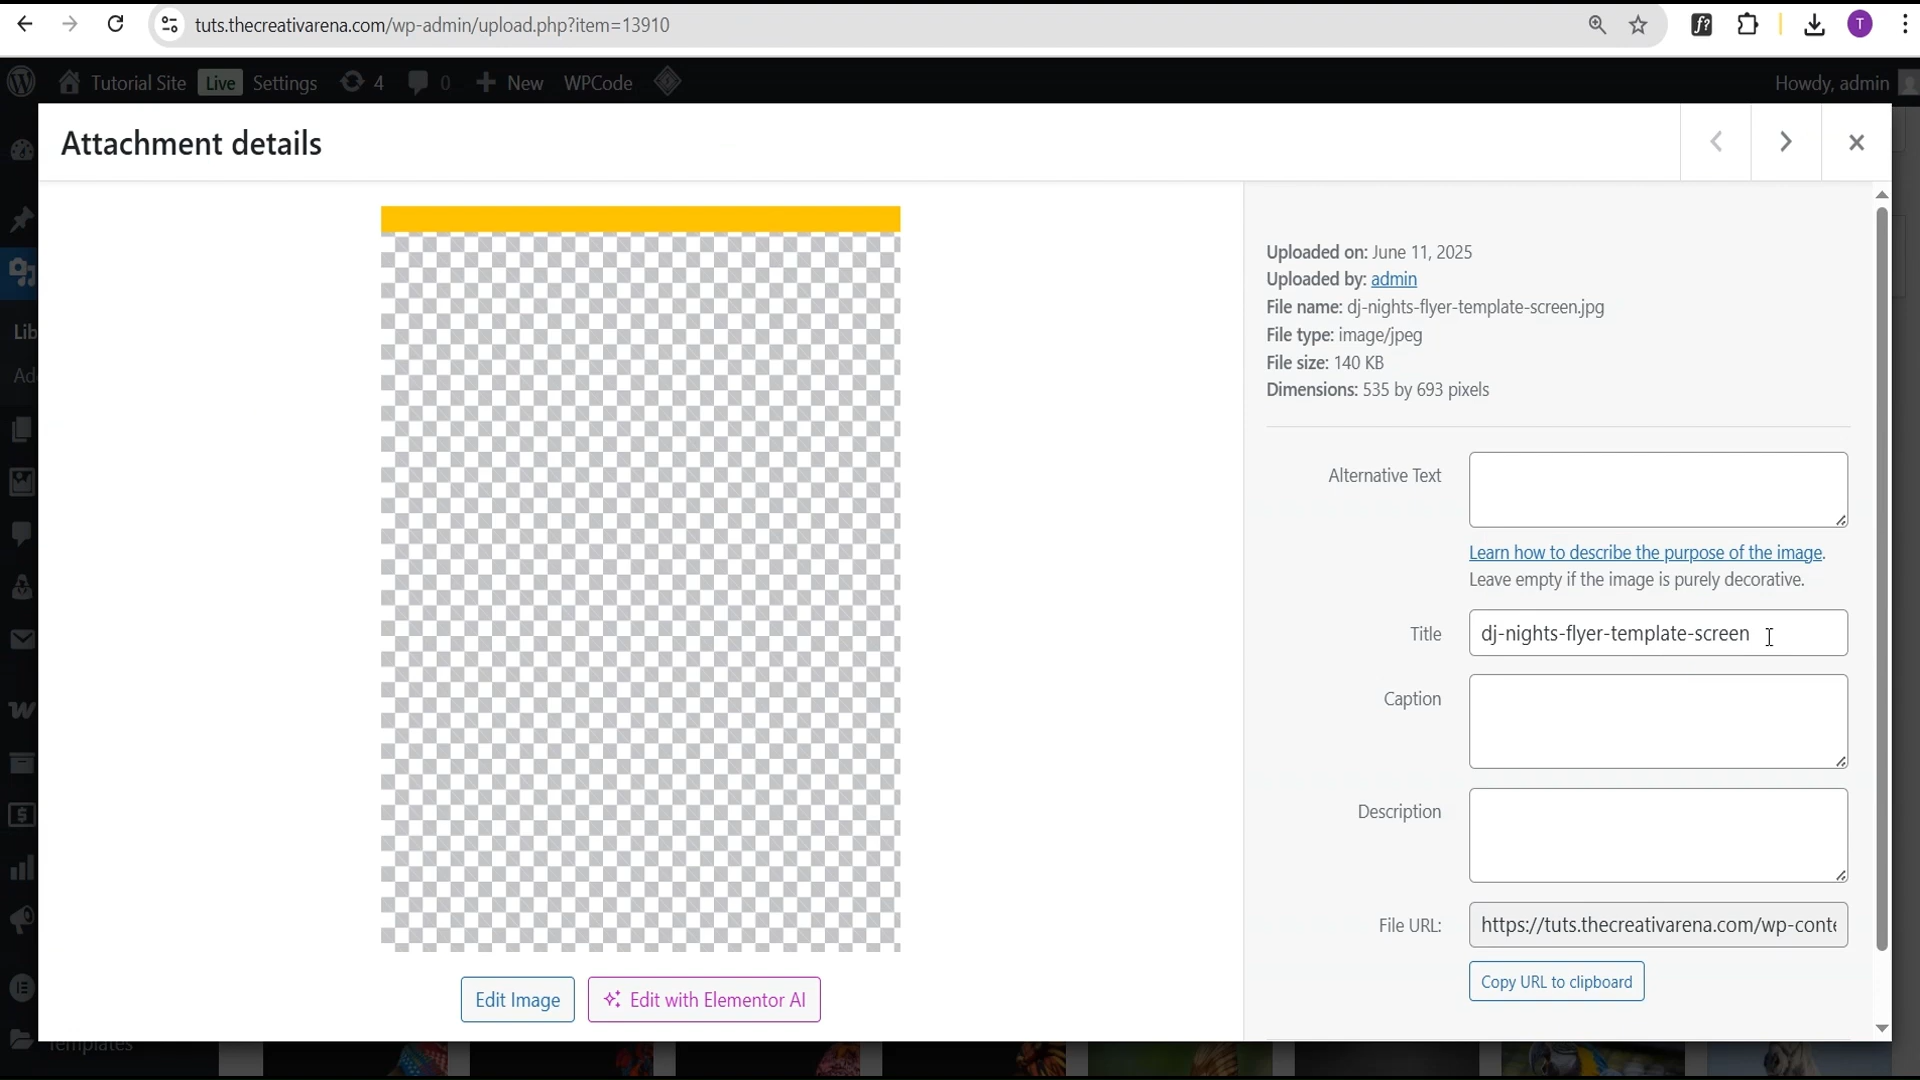 tuts.thecreativarena.com/wp-admin/upload.php?item=13910
T
Tutorial Site Live Settings 4 0 + New WPCode Howdy, admin
Attachment details
Uploaded on: June 11, 2025
Uploaded by: admin
File name: dj-nights-flyer-template-screen.jpg
File type: image/jpeg
File size: 140 KB
Dimensions: 535 by 693 pixels
Lib
Ad
Alternative Text
Learn how to describe the purpose of the image.
Leave empty if the image is purely decorative.
Title dj-nights-flyer-template-screen
Caption
Description
File URL: https://tuts.thecreativarena.com/wp-conte
Copy URL to clipboard
Edit Image Edit with Elementor AI
Templates